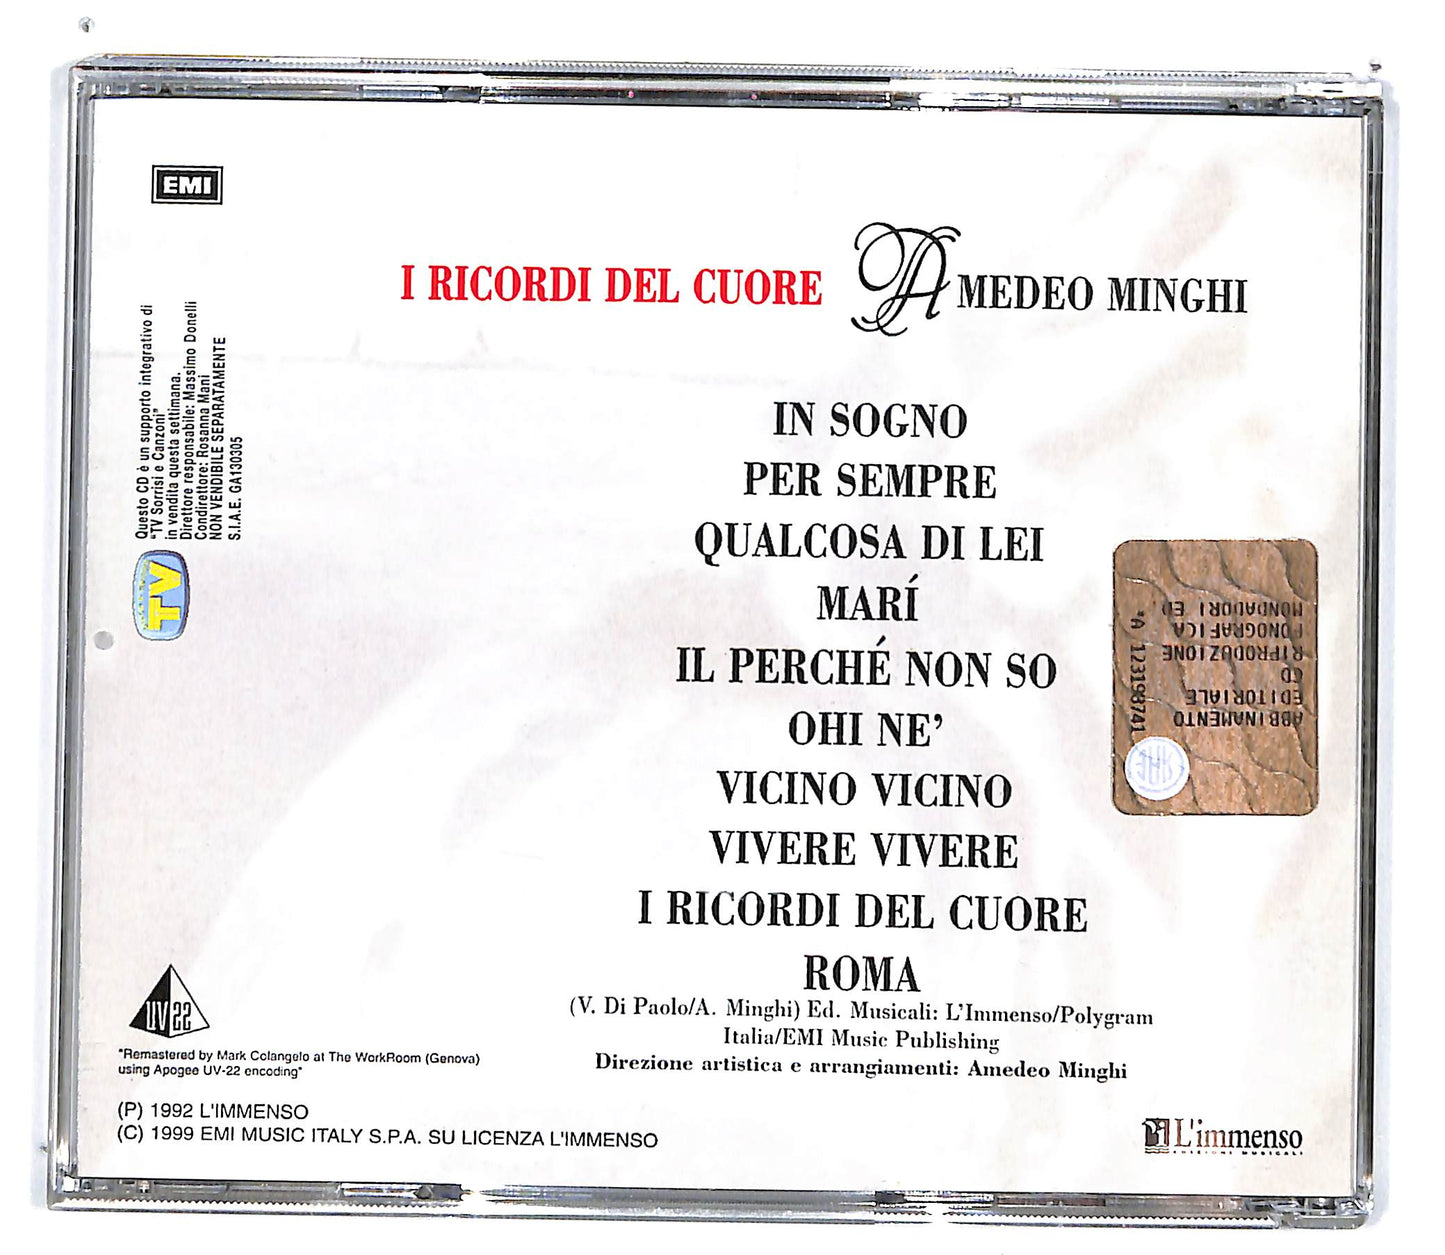 EMI
I RICORDI DEL CUORE AMEDEO MINGHI
Questo CD è un supporto integrativo di
"TV Sorrisi e Canzoni"
in vendita questa settimana.
Direttore responsabile: Massimo Donelli
Condirettore: Rosanna Mani
NON VENDIBILE SEPARATAMENTE
S.I.A.E. GA130305
TV
IN SOGNO
PER SEMPRE
QUALCOSA DI LEI
MARÍ
IL PERCHÉ NON SO
OHI NE’
VICINO VICINO
VIVERE VIVERE
I RICORDI DEL CUORE
ROMA
(V. Di Paolo/A. Minghi) Ed. Musicali: L'Immenso/Polygram
Italia/EMI Music Publishing
Direzione artistica e arrangiamenti: Amedeo Minghi
ABBINAMENTO
EDITORIALE
CD
RIPRODUZIONE
FONOGRAFICA
MONDADORI ED.
*A 123198741
SIAE
UV22
"Remastered by Mark Colangelo at The WorkRoom (Genova)
using Apogee UV-22 encoding"
(P) 1992 L'IMMENSO
(C) 1999 EMI MUSIC ITALY S.P.A. SU LICENZA L'IMMENSO
L'immenso
EDIZIONI MUSICALI